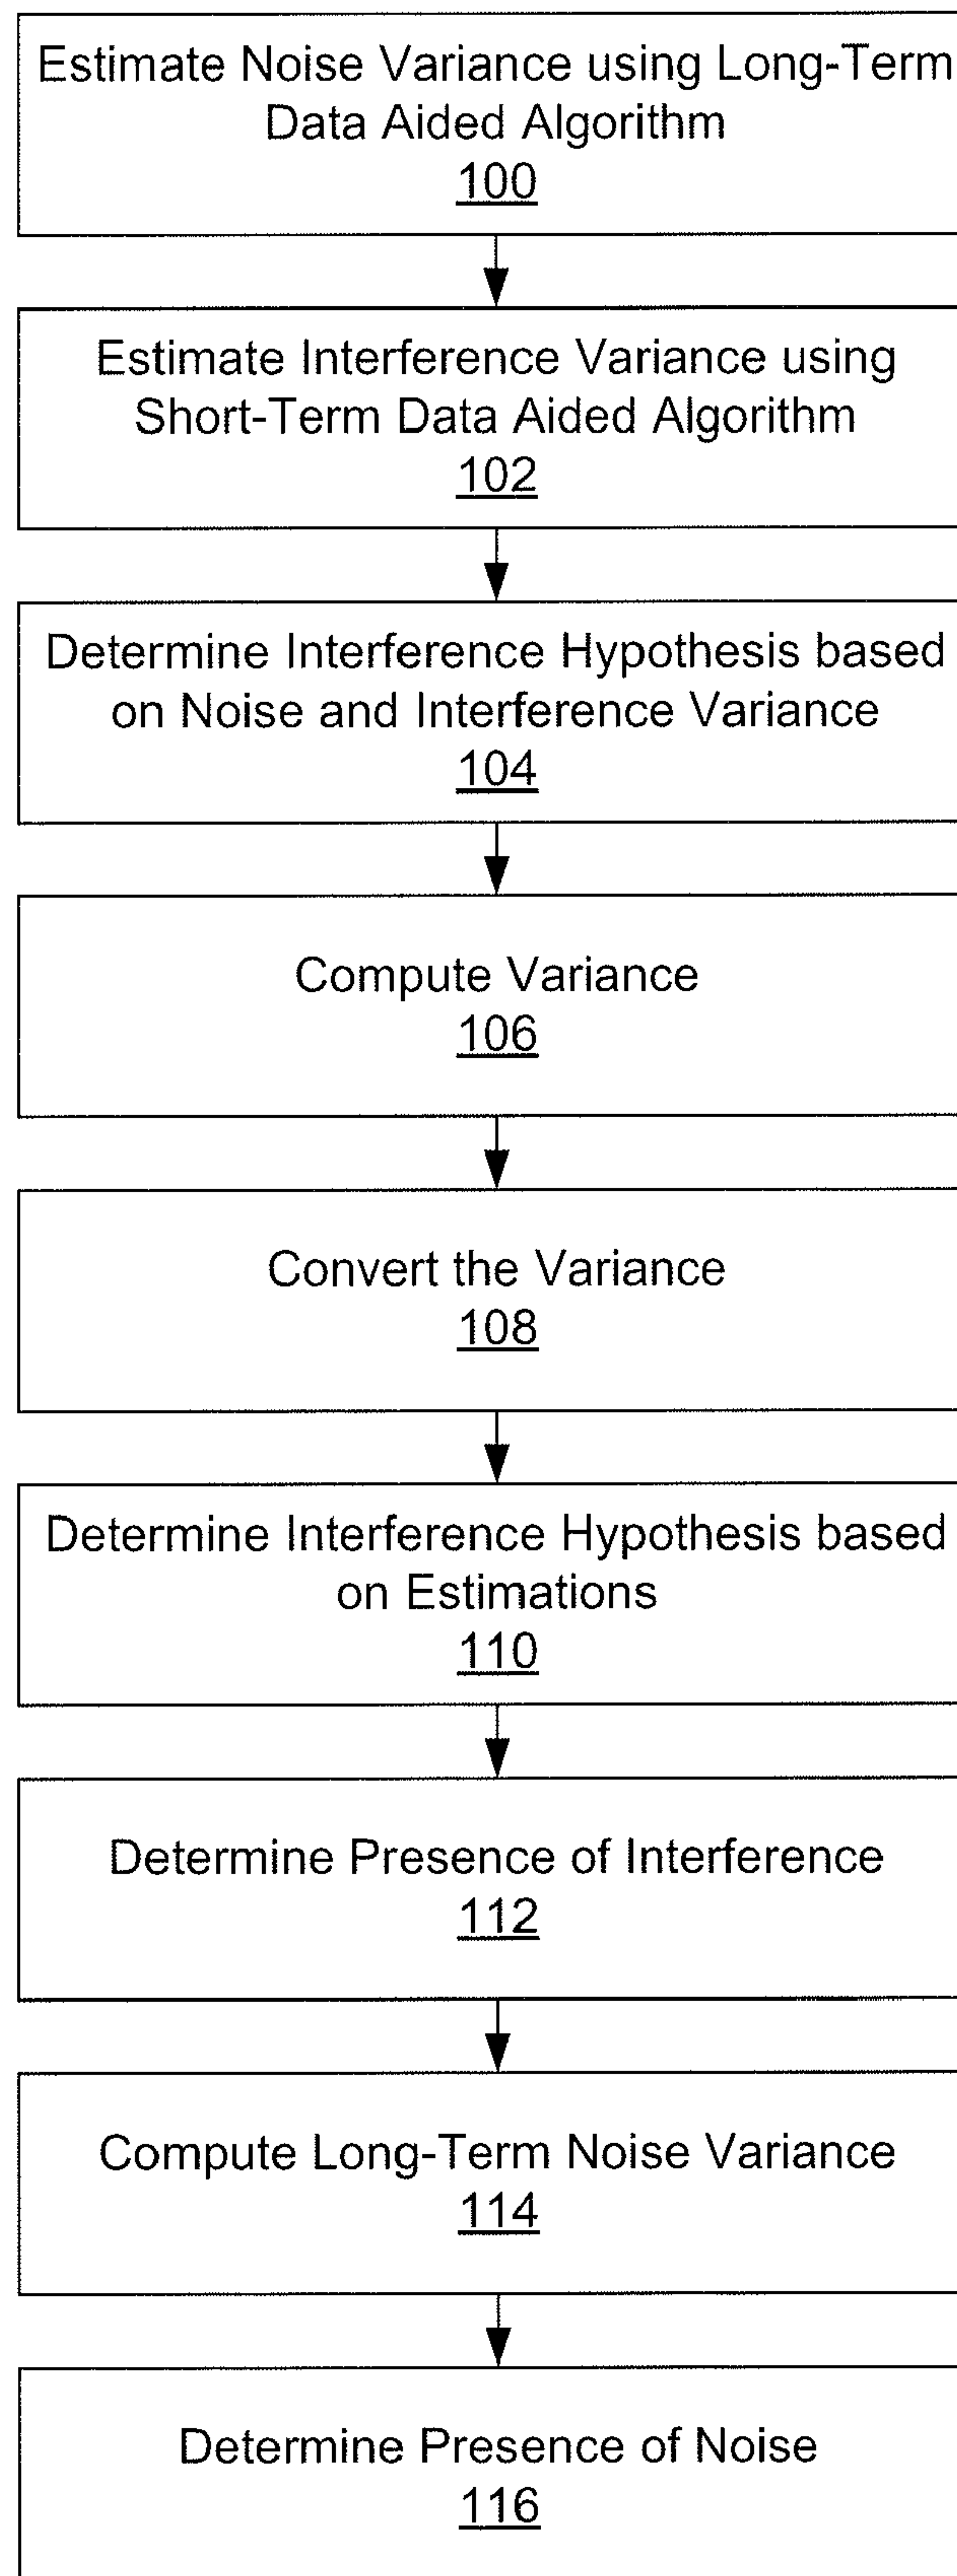 Estimate Noise Variance using Long-Term
Data Aided Algorithm
100
Estimate Interference Variance using
Short-Term Data Aided Algorithm
102
Determine Interference Hypothesis based
on Noise and Interference Variance
104
Compute Variance
106
Convert the Variance
108
Determine Interference Hypothesis based
on Estimations
110
Determine Presence of Interference
112
Compute Long-Term Noise Variance
114
Determine Presence of Noise
116